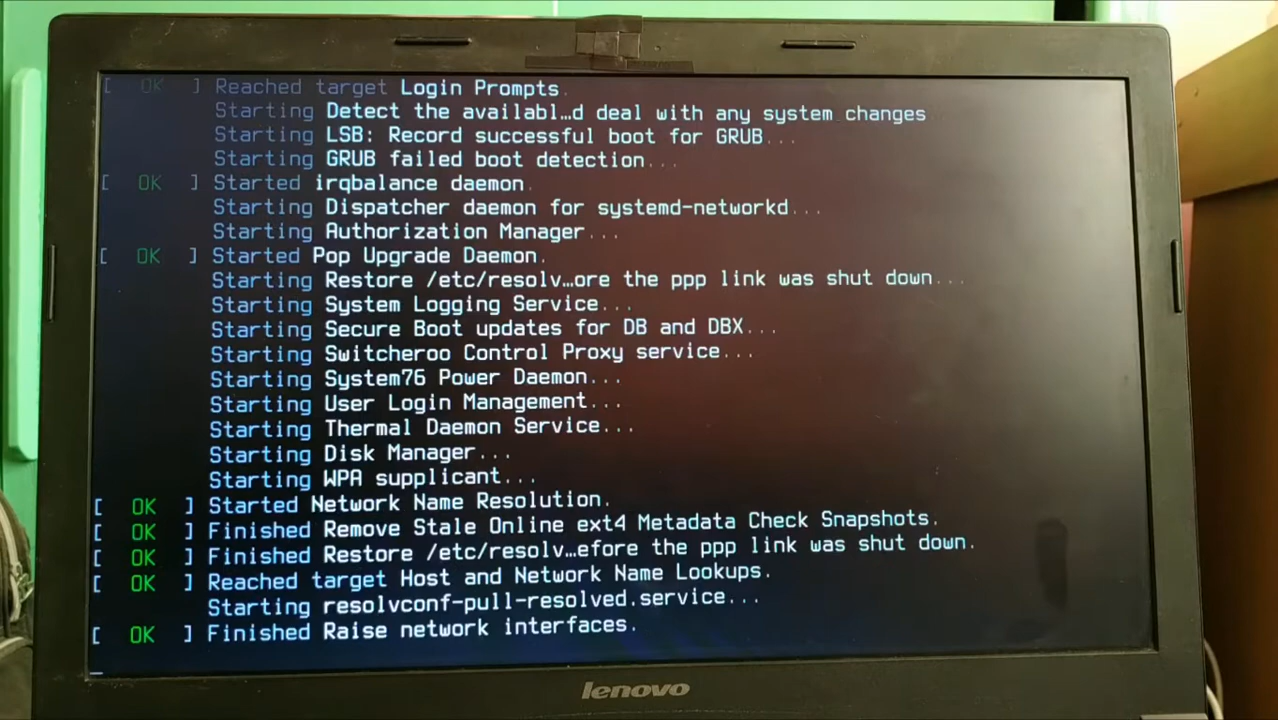 [ OK ] Reached target Login Prompts.
Starting Detect the availabl…d deal with any system changes
Starting LSB: Record successful boot for GRUB...
Starting GRUB failed boot detection...
[ OK ] Started irqbalance daemon.
Starting Dispatcher daemon for systemd-networkd...
Starting Authorization Manager...
[ OK ] Started Pop Upgrade Daemon.
Starting Restore /etc/resolv…ore the ppp link was shut down...
Starting System Logging Service...
Starting Secure Boot updates for DB and DBX...
Starting Switcheroo Control Proxy service...
Starting System76 Power Daemon...
Starting User Login Management...
Starting Thermal Daemon Service...
Starting Disk Manager...
Starting WPA supplicant...
[ OK ] Started Network Name Resolution.
[ OK ] Finished Remove Stale Online ext4 Metadata Check Snapshots.
[ OK ] Finished Restore /etc/resolv…efore the ppp link was shut down.
[ OK ] Reached target Host and Network Name Lookups.
Starting resolvconf-pull-resolved.service...
[ OK ] Finished Raise network interfaces.
lenovo